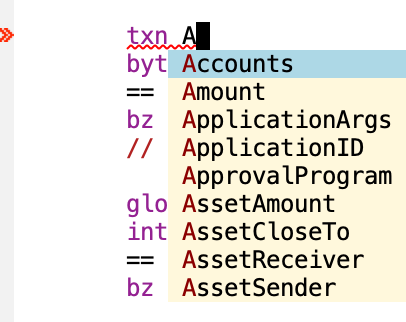 txn A
byt Accounts
== Amount
bz ApplicationArgs
// ApplicationID
ApprovalProgram
glo AssetAmount
int AssetCloseTo
== AssetReceiver
bz AssetSender